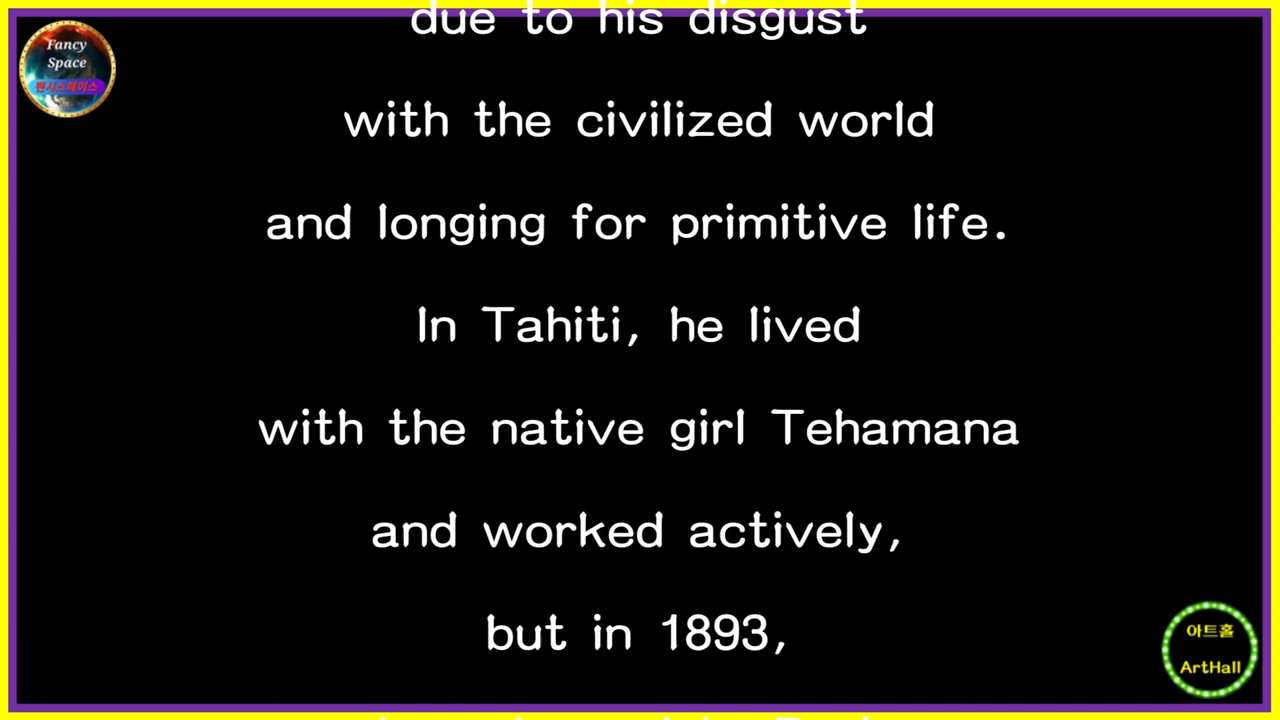 due to his disgust
with the civilized world
and longing for primitive life.
In Tahiti, he lived
with the native girl Tehamana
and worked actively,
but in 1893,
Fancy
Space
팬시스페이스
아트홀
ArtHall